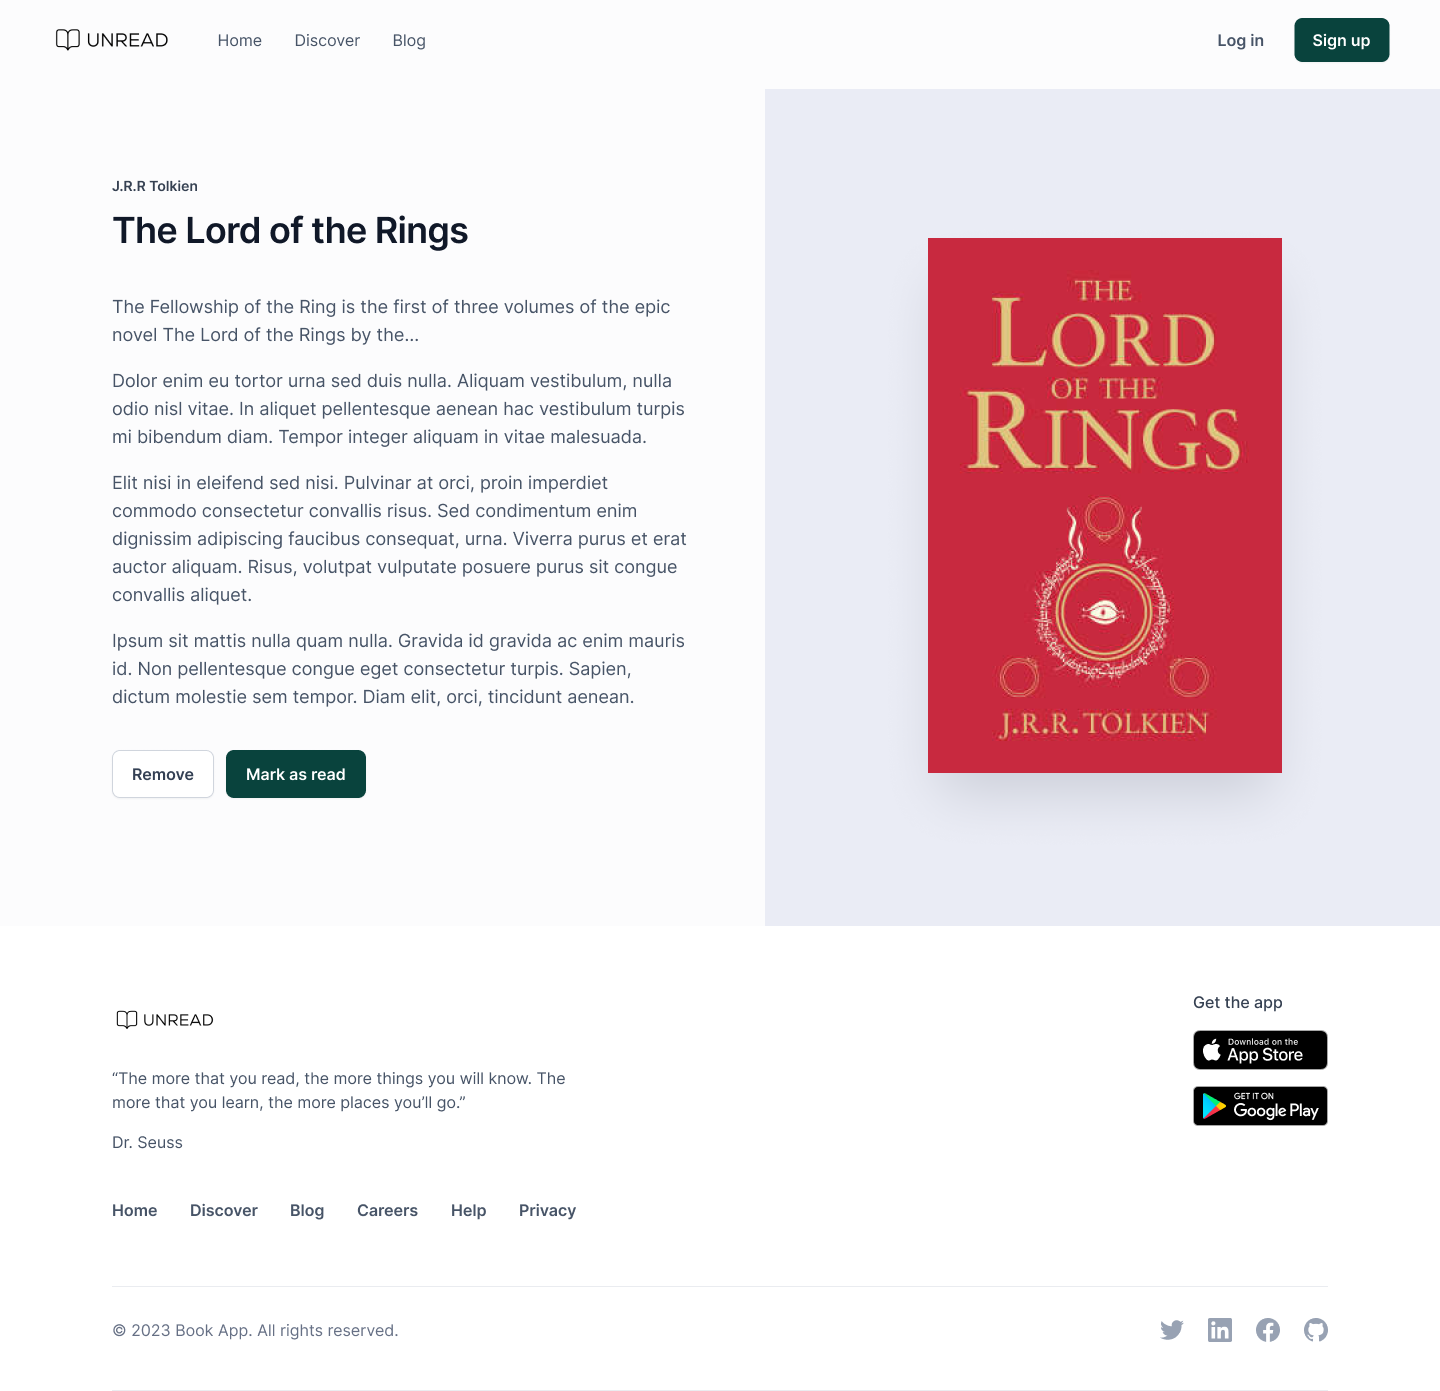 UNREAD
Home Discover Blog
Log in Sign up
J.R.R Tolkien
The Lord of the Rings
The Fellowship of the Ring is the first of three volumes of the epic
novel The Lord of the Rings by the...
Dolor enim eu tortor urna sed duis nulla. Aliquam vestibulum, nulla
odio nisl vitae. In aliquet pellentesque aenean hac vestibulum turpis
mi bibendum diam. Tempor integer aliquam in vitae malesuada.
Elit nisi in eleifend sed nisi. Pulvinar at orci, proin imperdiet
commodo consectetur convallis risus. Sed condimentum enim
dignissim adipiscing faucibus consequat, urna. Viverra purus et erat
auctor aliquam. Risus, volutpat vulputate posuere purus sit congue
convallis aliquet.
Ipsum sit mattis nulla quam nulla. Gravida id gravida ac enim mauris
id. Non pellentesque congue eget consectetur turpis. Sapien,
dictum molestie sem tempor. Diam elit, orci, tincidunt aenean.
Remove Mark as read
THE
LORD
OF THE
RINGS
J.R.R. TOLKIEN
UNREAD
“The more that you read, the more things you will know. The
more that you learn, the more places you’ll go.”
Dr. Seuss
Home Discover Blog Careers Help Privacy
Get the app
Download on the
App Store
GET IT ON
Google Play
© 2023 Book App. All rights reserved.